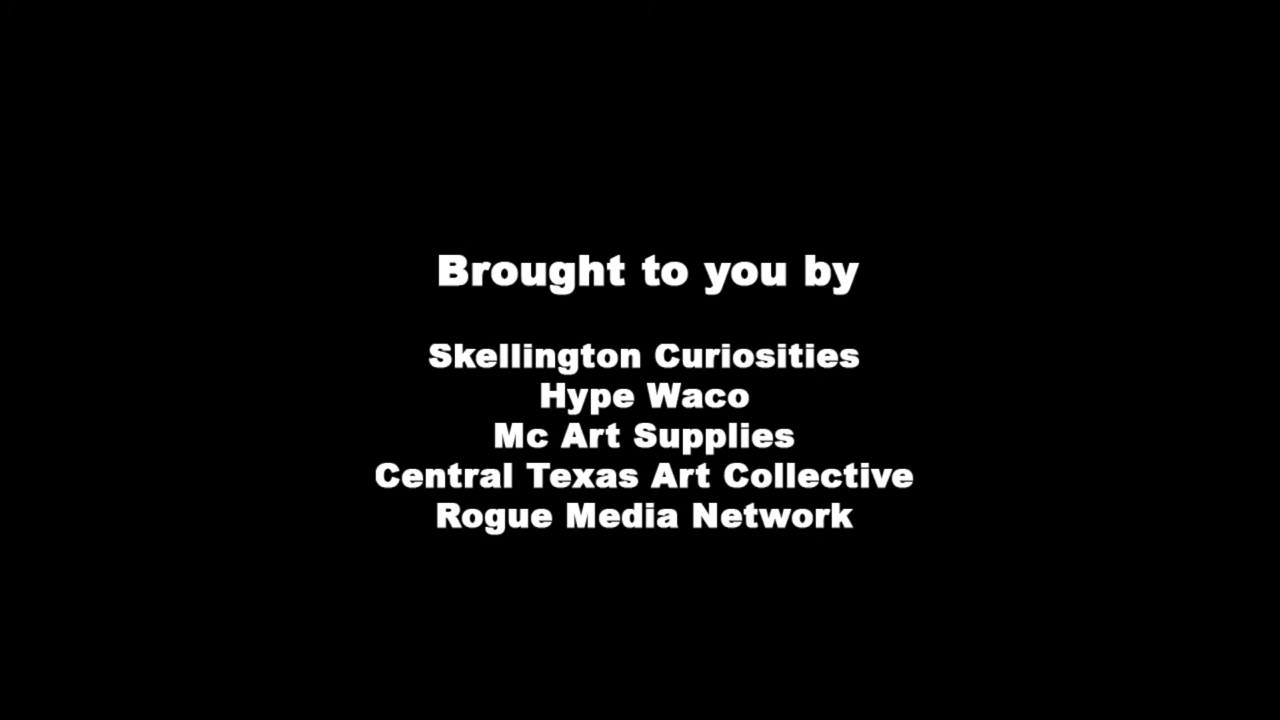 Brought to you by
Skellington Curiosities
Hype Waco
Mc Art Supplies
Central Texas Art Collective
Rogue Media Network